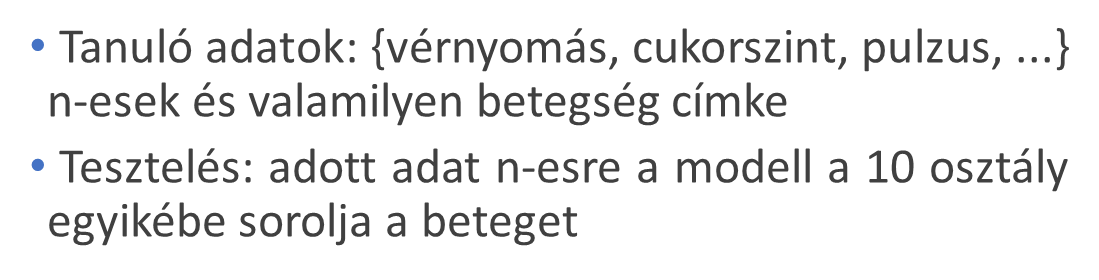 • Tanuló adatok: {vérnyomás, cukorszint, pulzus, ...}
n-esek és valamilyen betegség címke
• Tesztelés: adott adat n-esre a modell a 10 osztály
egyikébe sorolja a beteget